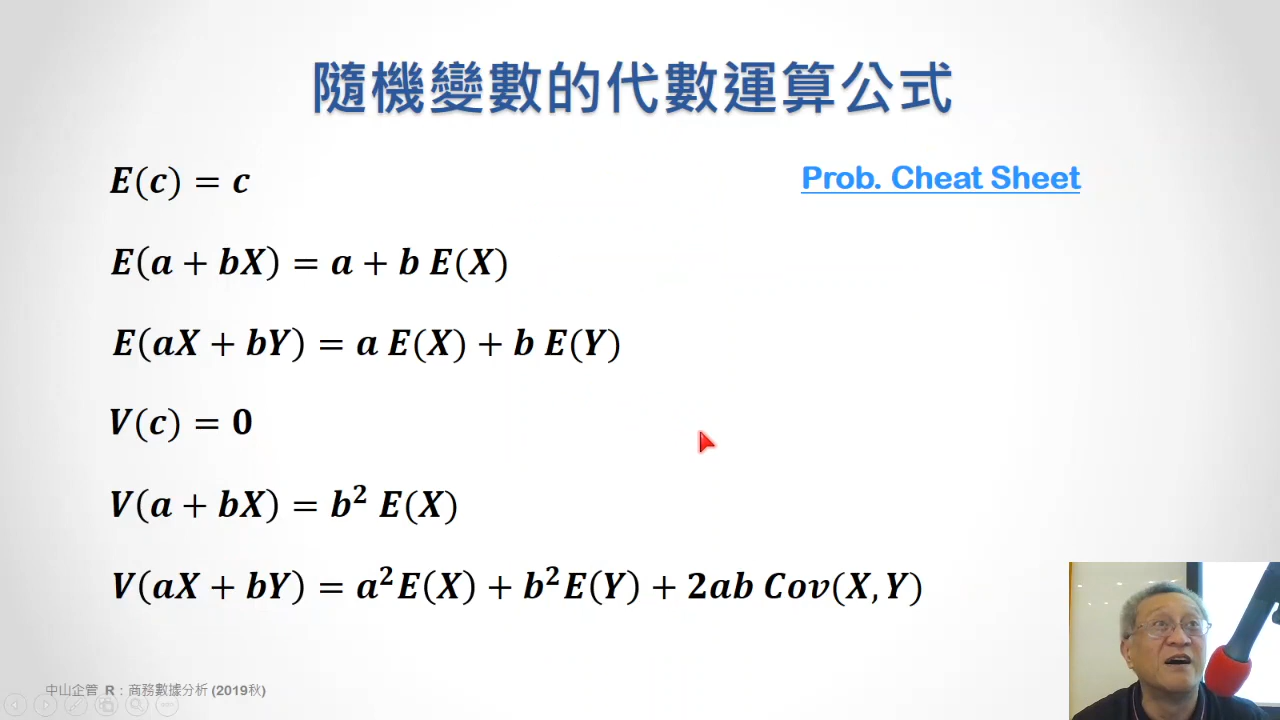 隨機變數的代數運算公式
E(c) = c
Prob. Cheat Sheet
E(a + bX) = a + b E(X)
E(aX + bY) = a E(X) + b E(Y)
V(c) = 0
V(a + bX) = b² E(X)
V(aX + bY) = a²E(X) + b²E(Y) + 2ab Cov(X, Y)
中山企管 R：商務數據分析 (2019秋)